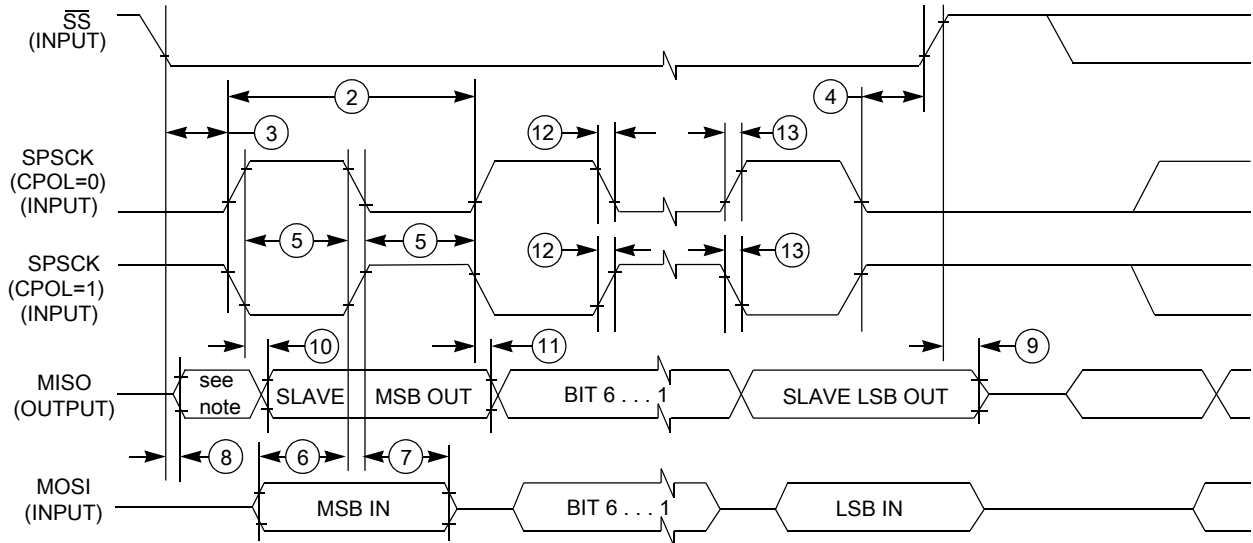 SS
(INPUT)
2
4
3
12
13
SPSCK
(CPOL=0)
(INPUT)
5
5
SPSCK
(CPOL=1)
(INPUT)
12
13
10
11
9
MISO
(OUTPUT)
see
note
SLAVE
MSB OUT
BIT 6 . . . 1
SLAVE LSB OUT
8
6
7
MOSI
(INPUT)
MSB IN
BIT 6 . . . 1
LSB IN